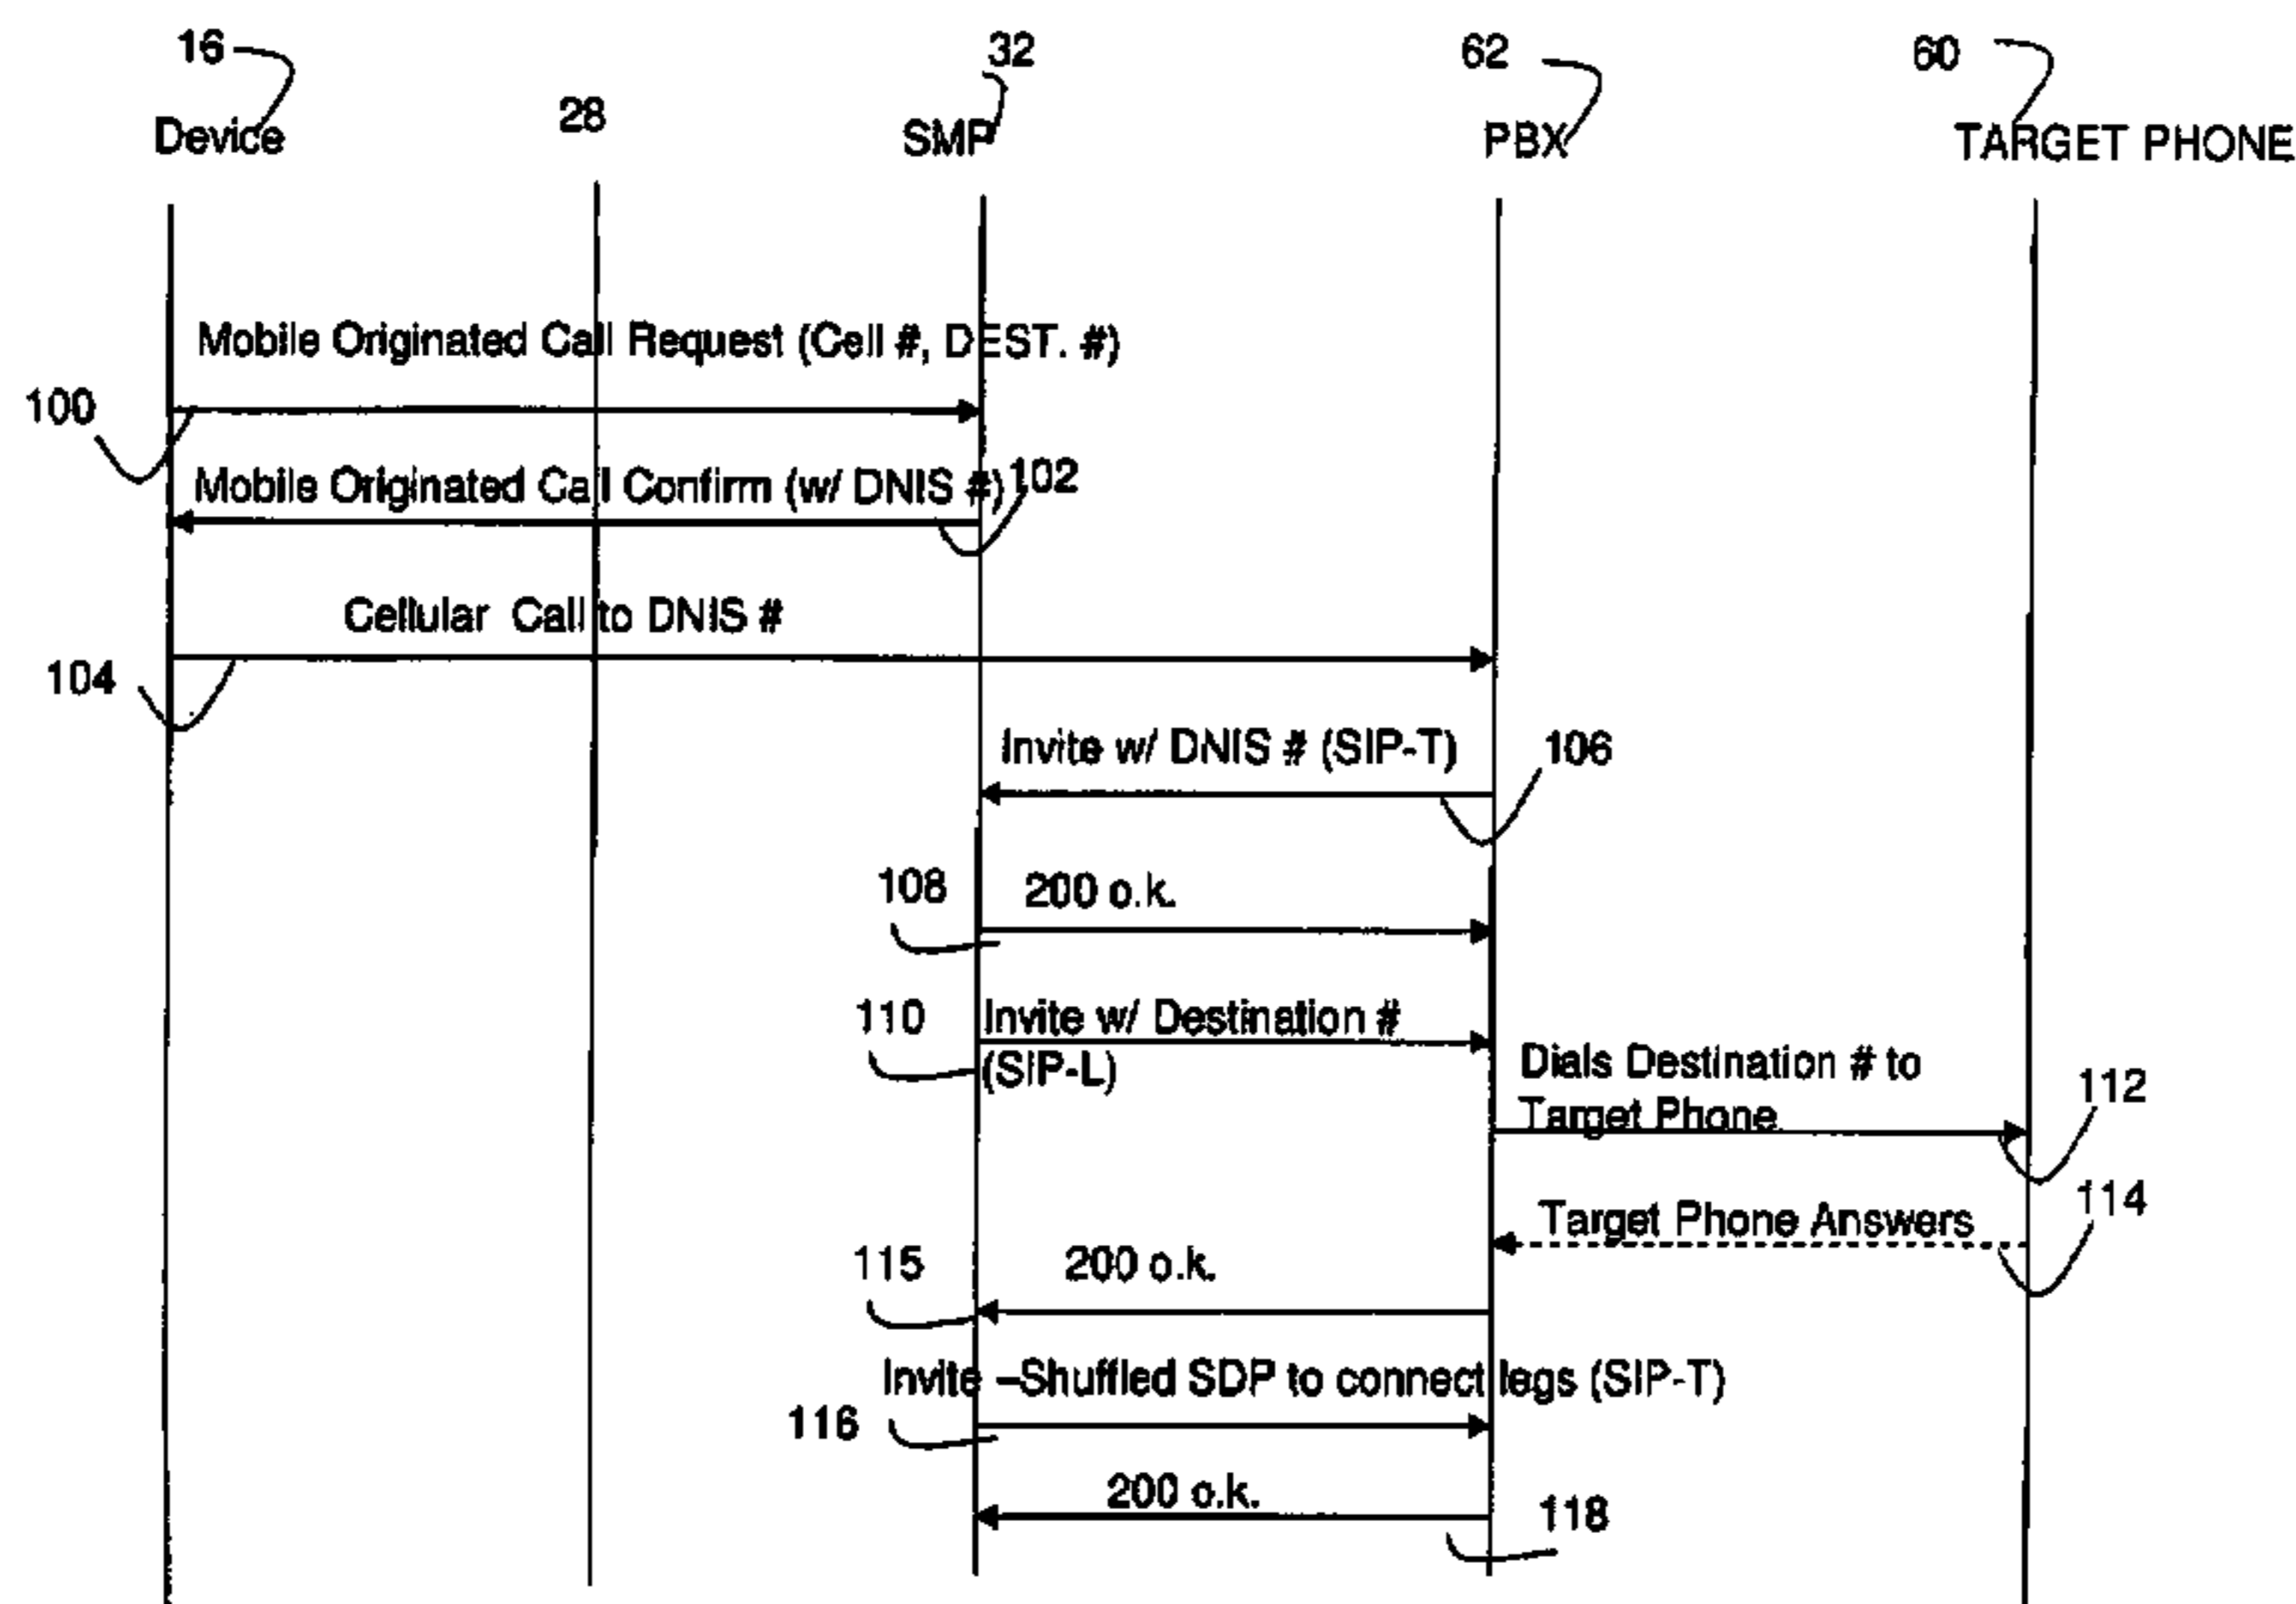 16
32
62
60
28
Device
SMP
PBX
TARGET PHONE
Mobile Originated Call Request (Cell #, DEST. #)
100
Mobile Originated Call Confirm (w/ DNIS #)
102
Cellular Call to DNIS #
104
Invite w/ DNIS # (SIP-T)
106
108
200 o.k.
110
Invite w/ Destination #
(SIP-L)
Dials Destination # to
Target Phone
112
Target Phone Answers
114
115
200 o.k.
Invite –Shuffled SDP to connect legs (SIP-T)
116
200 o.k.
118